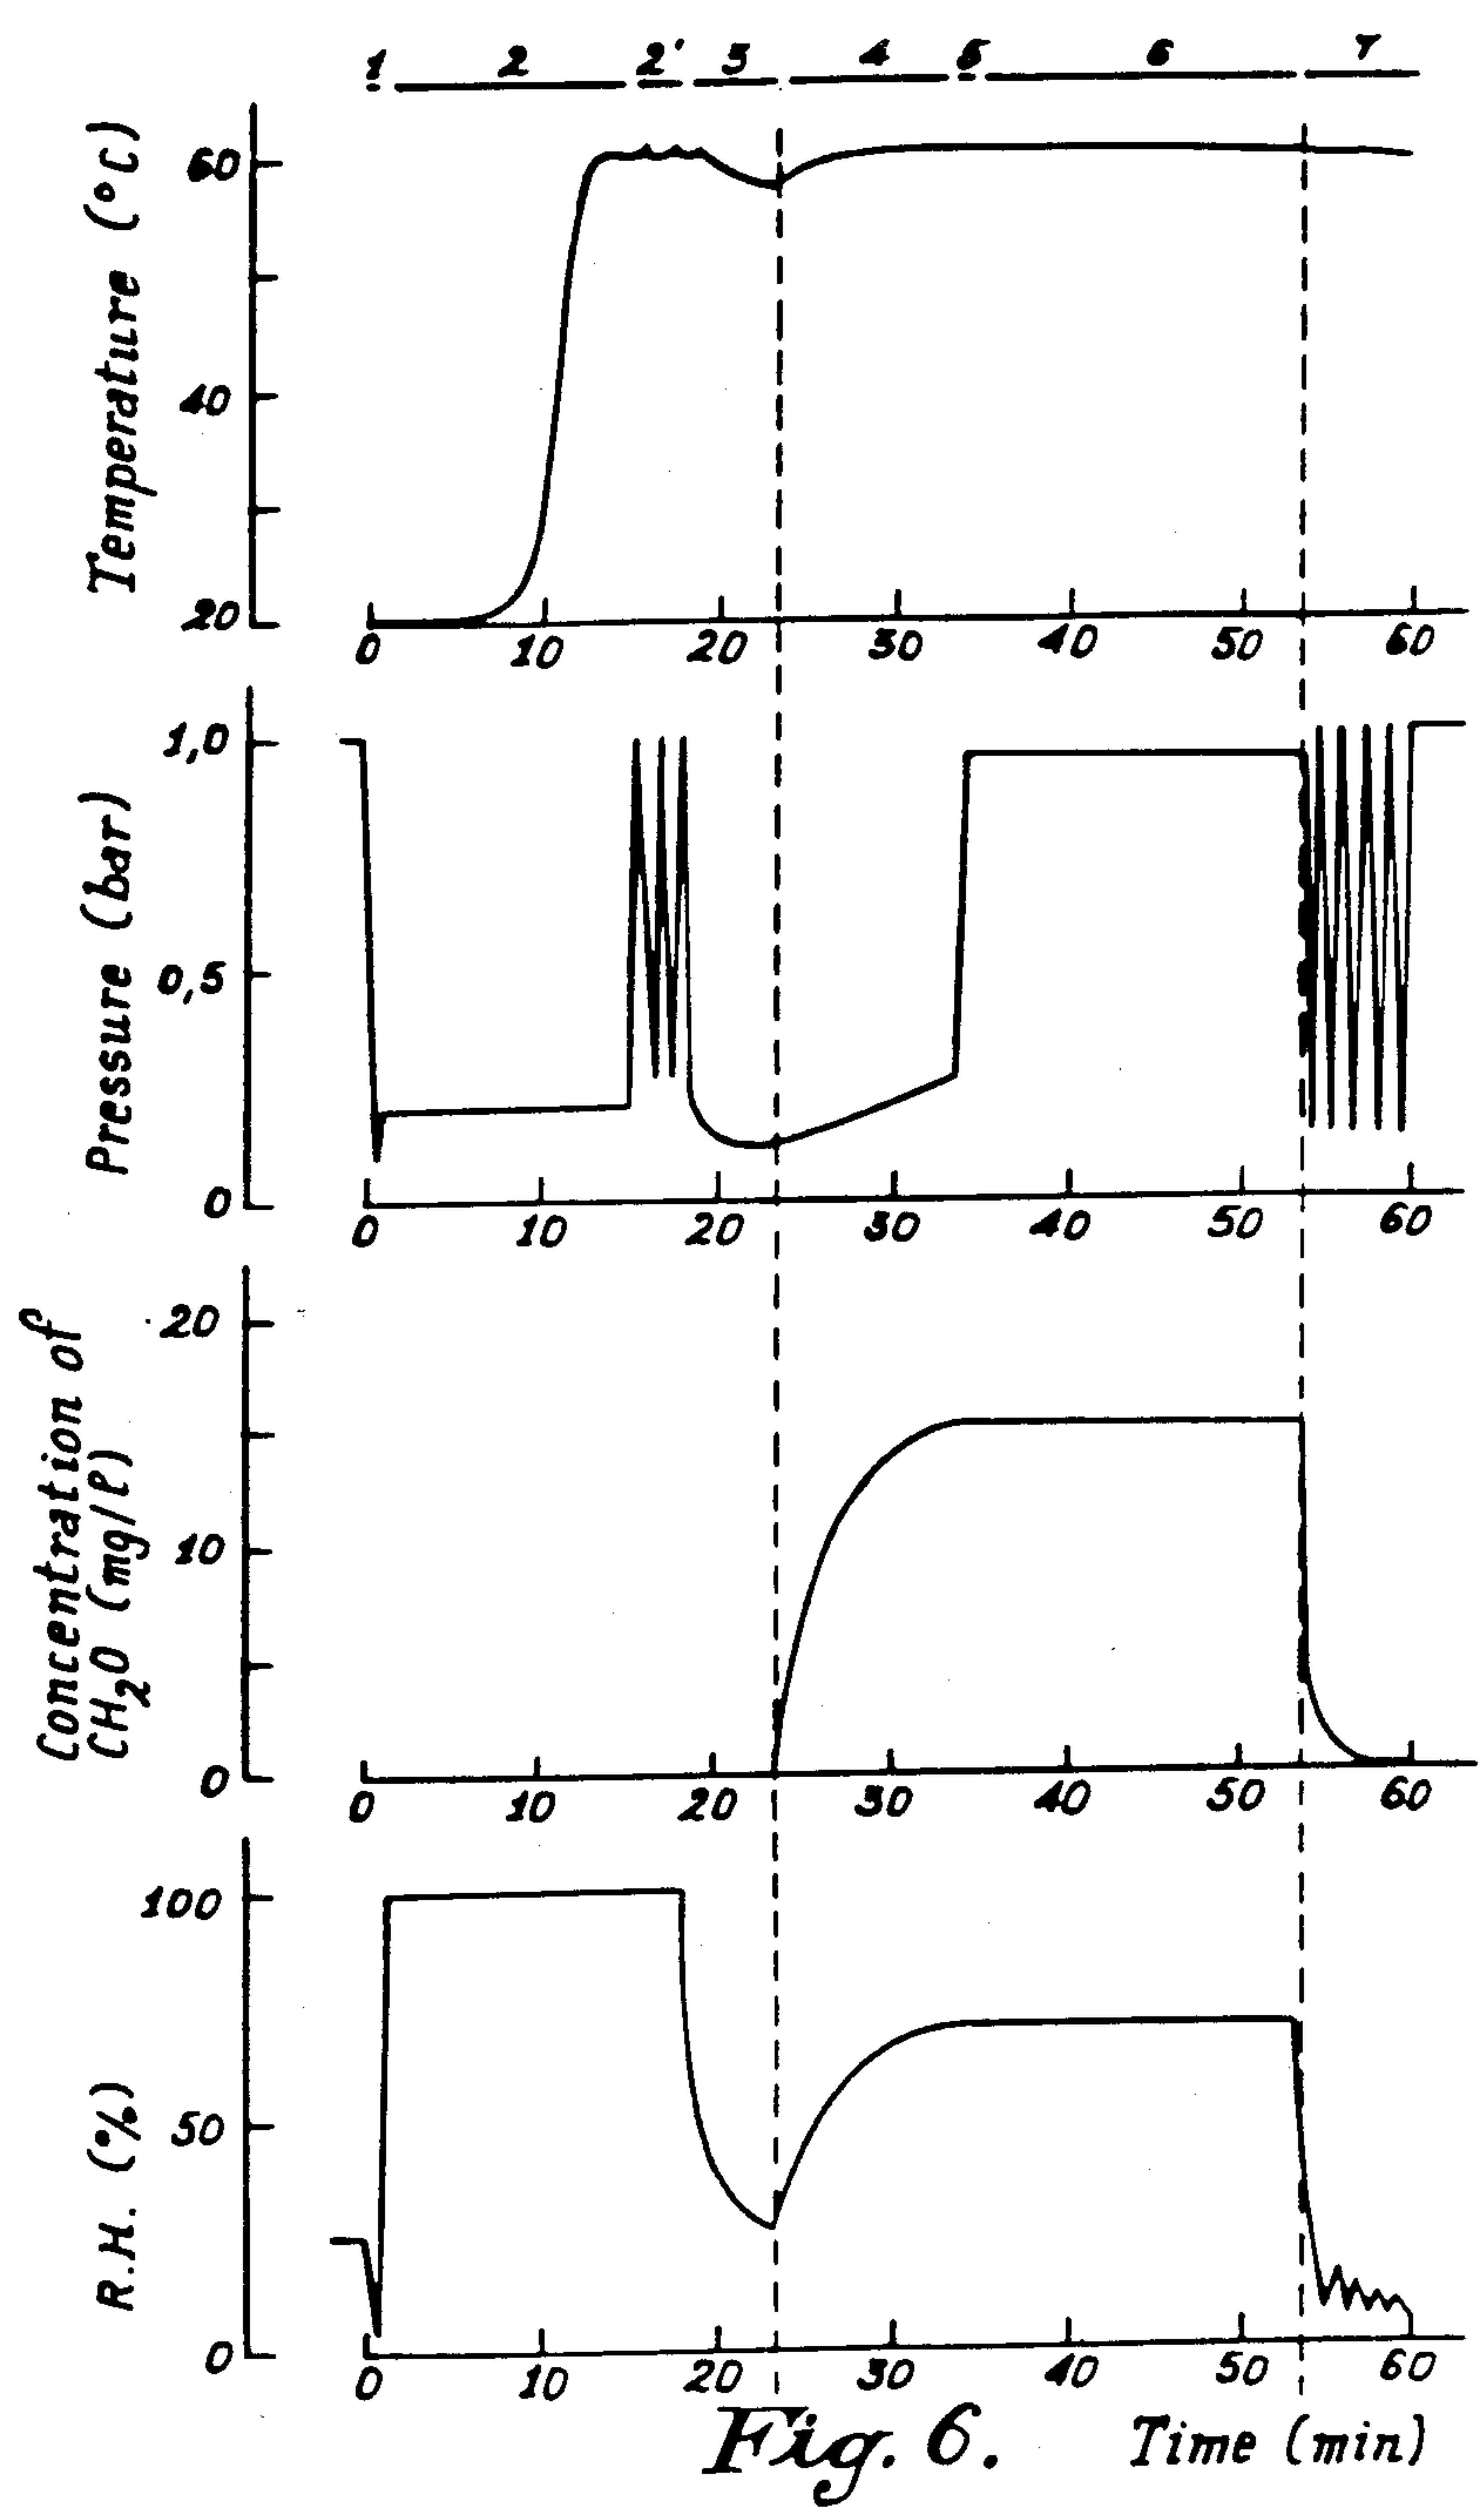 1 2 2' 3 4 5 6 7
Temperature (°C)
60
40
20
0 10 20 30 40 50 60
Pressure (bar)
1,0
0,5
0
0 10 20 30 40 50 60
Concentration of
CH2O (mg/l)
20
10
0
0 10 20 30 40 50 60
R.H. (%)
100
50
0
0 10 20 30 40 50 60
Fig. 6. Time (min)